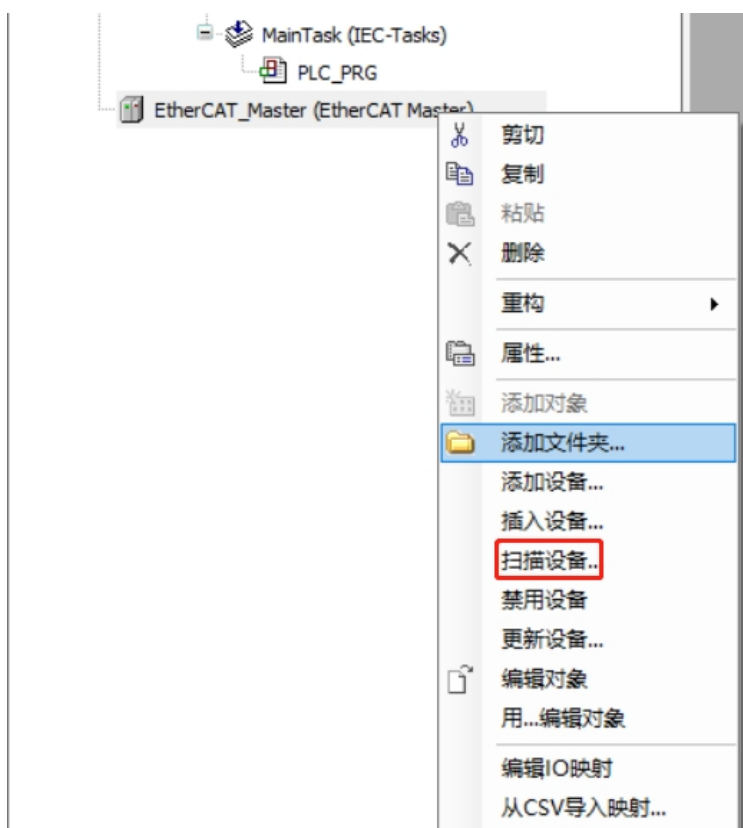 MainTask (IEC-Tasks)
PLC_PRG
EtherCAT_Master (EtherCAT Master)
剪切
复制
粘贴
删除
重构
属性...
添加对象
添加文件夹...
添加设备...
插入设备...
扫描设备..
禁用设备
更新设备...
编辑对象
用...编辑对象
编辑IO映射
从CSV导入映射...